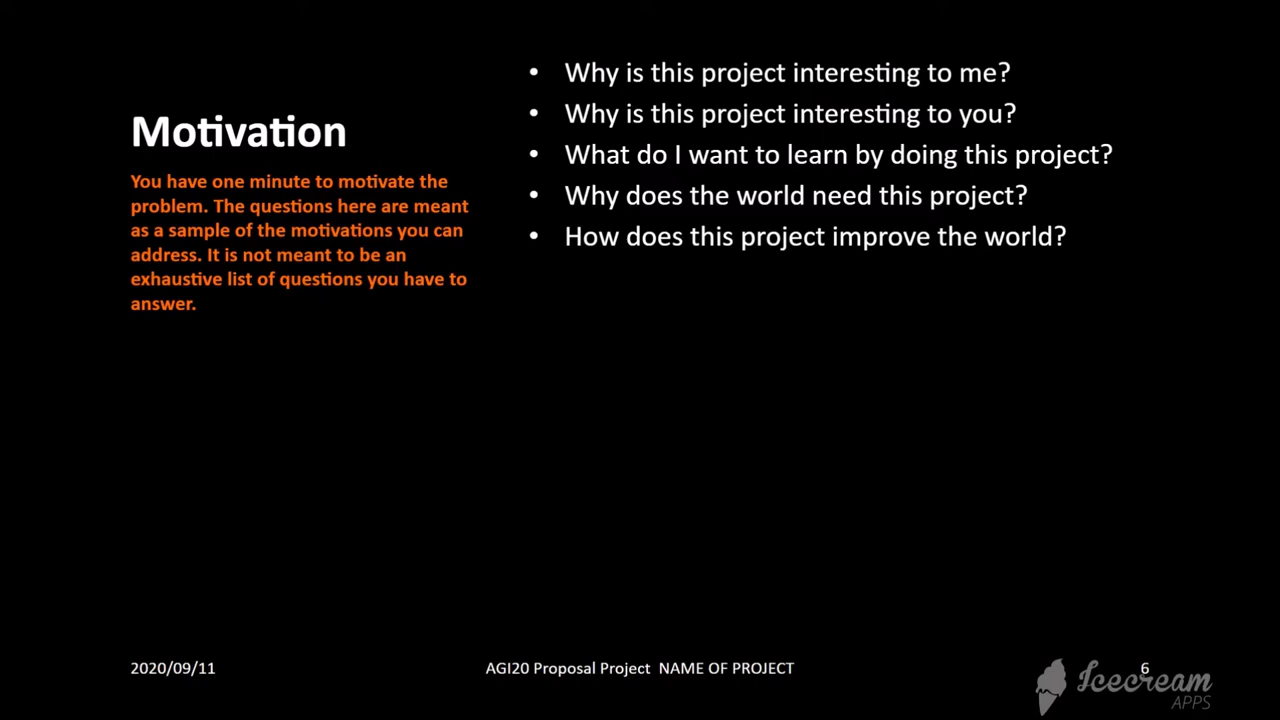 Motivation
You have one minute to motivate the
problem. The questions here are meant
as a sample of the motivations you can
address. It is not meant to be an
exhaustive list of questions you have to
answer.
• Why is this project interesting to me?
• Why is this project interesting to you?
• What do I want to learn by doing this project?
• Why does the world need this project?
• How does this project improve the world?
2020/09/11
AGI20 Proposal Project NAME OF PROJECT
6
Icecream
APPS